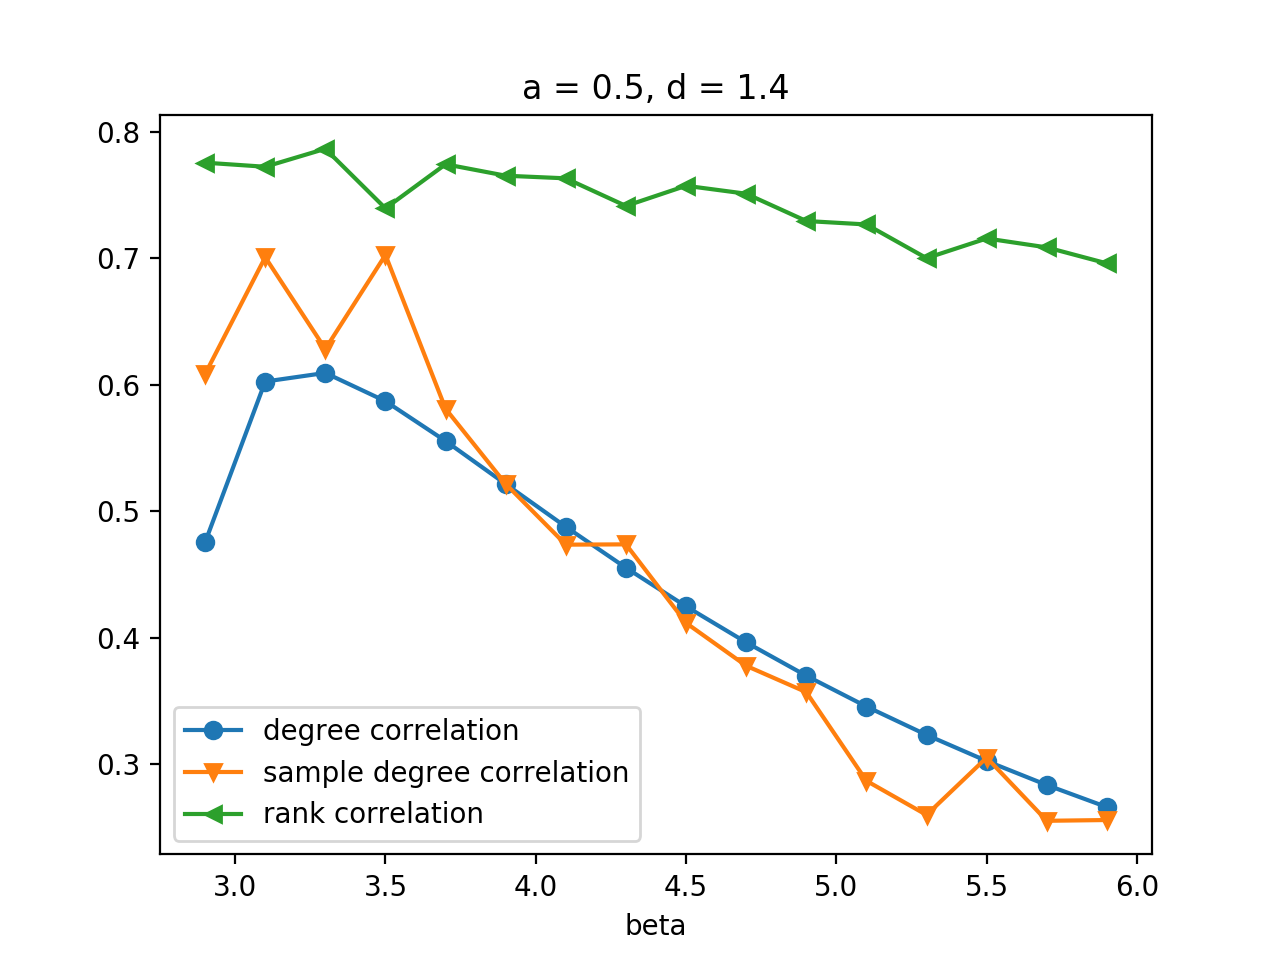 a = 0.5, d = 1.4
0.8
0.7
0.6
0.5
0.4
0.3
degree correlation
sample degree correlation
rank correlation
3.0 3.5 4.0 4.5 5.0 5.5 6.0
beta